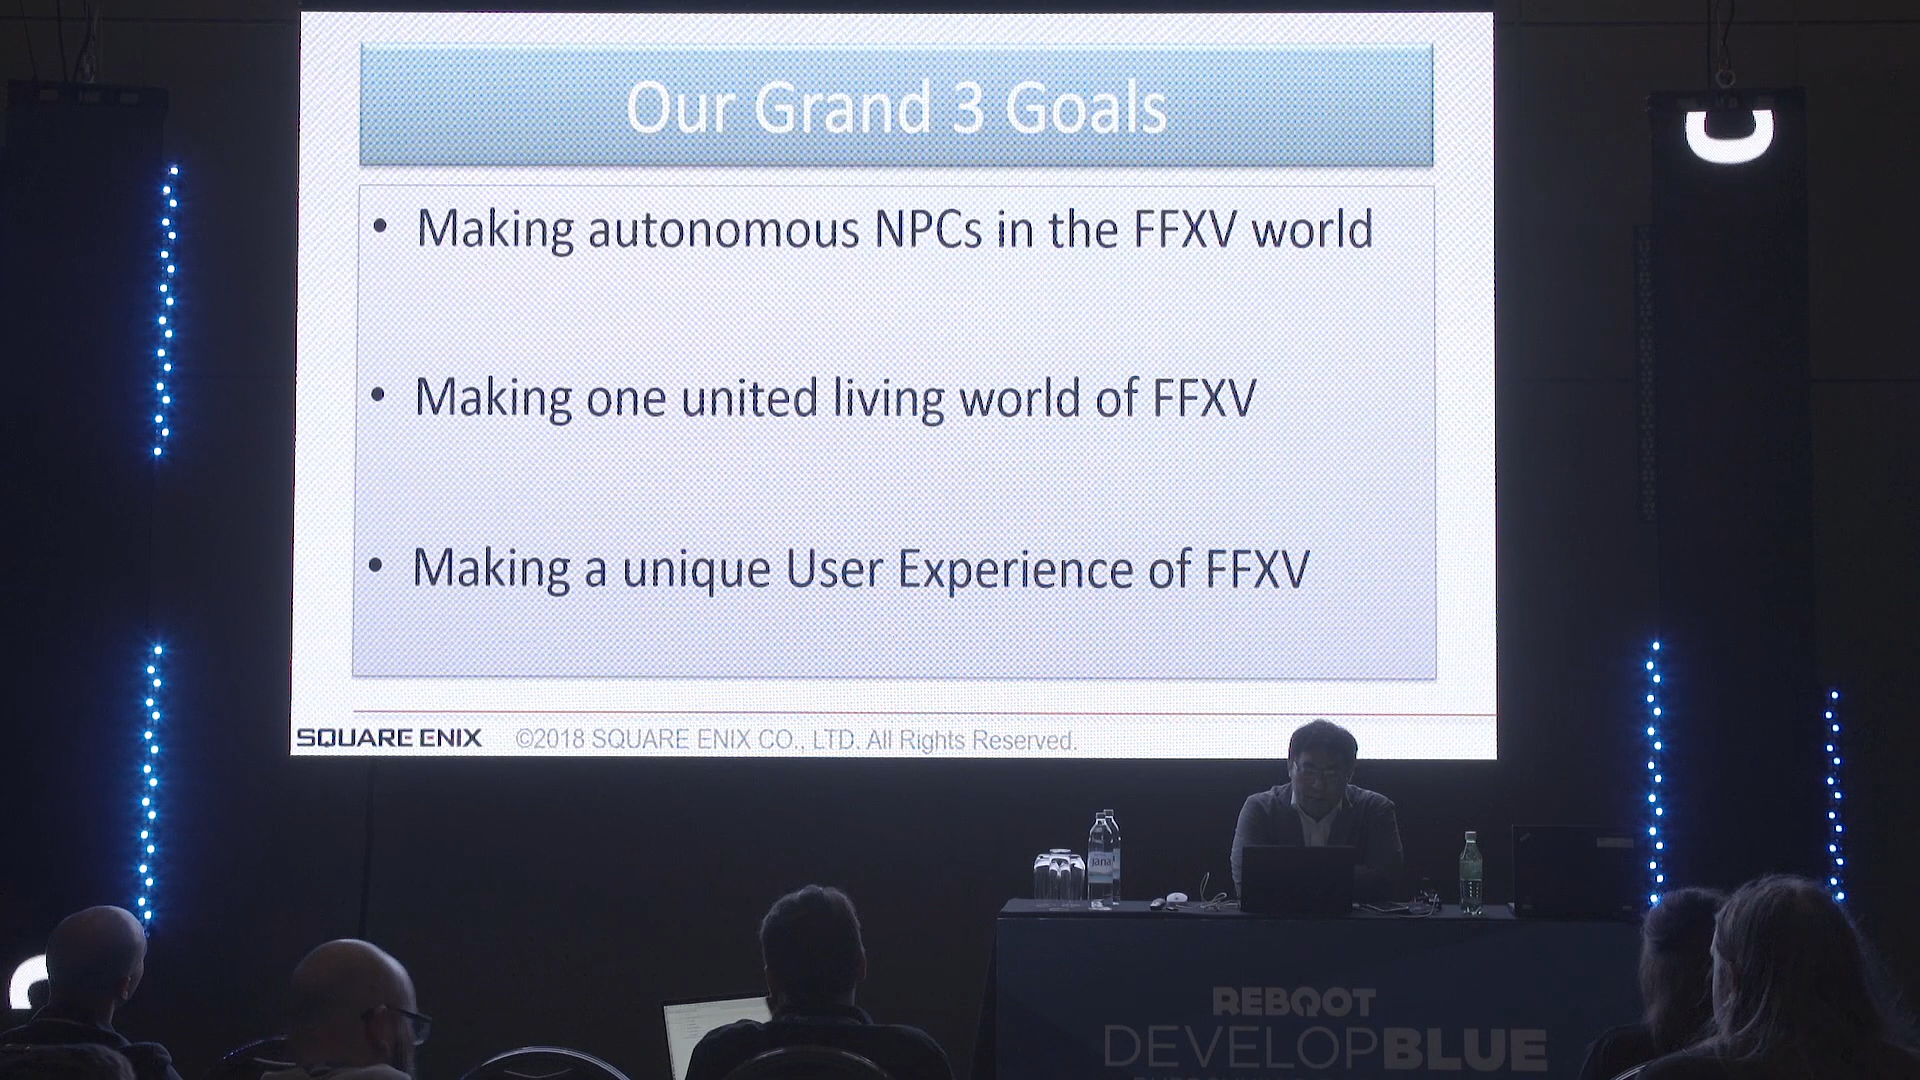 Our Grand 3 Goals
• Making autonomous NPCs in the FFXV world
• Making one united living world of FFXV
• Making a unique User Experience of FFXV
SQUARE ENIX ©2018 SQUARE ENIX CO., LTD. All Rights Reserved.
Jana
REBOOT
DEVELOPBLUE